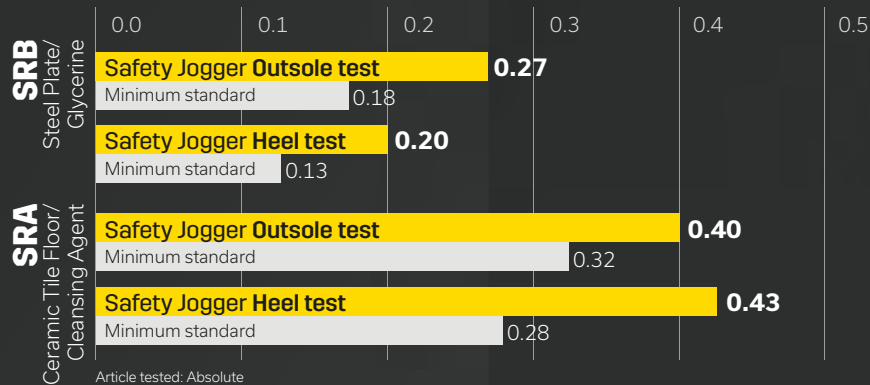 0.0 0.1 0.2 0.3 0.4 0.5
SRB
Steel Plate/
Glycerine
Safety Jogger Outsole test 0.27
Minimum standard 0.18
Safety Jogger Heel test 0.20
Minimum standard 0.13
SRA
Ceramic Tile Floor/
Cleansing Agent
Safety Jogger Outsole test 0.40
Minimum standard 0.32
Safety Jogger Heel test 0.43
Minimum standard 0.28
Article tested: Absolute